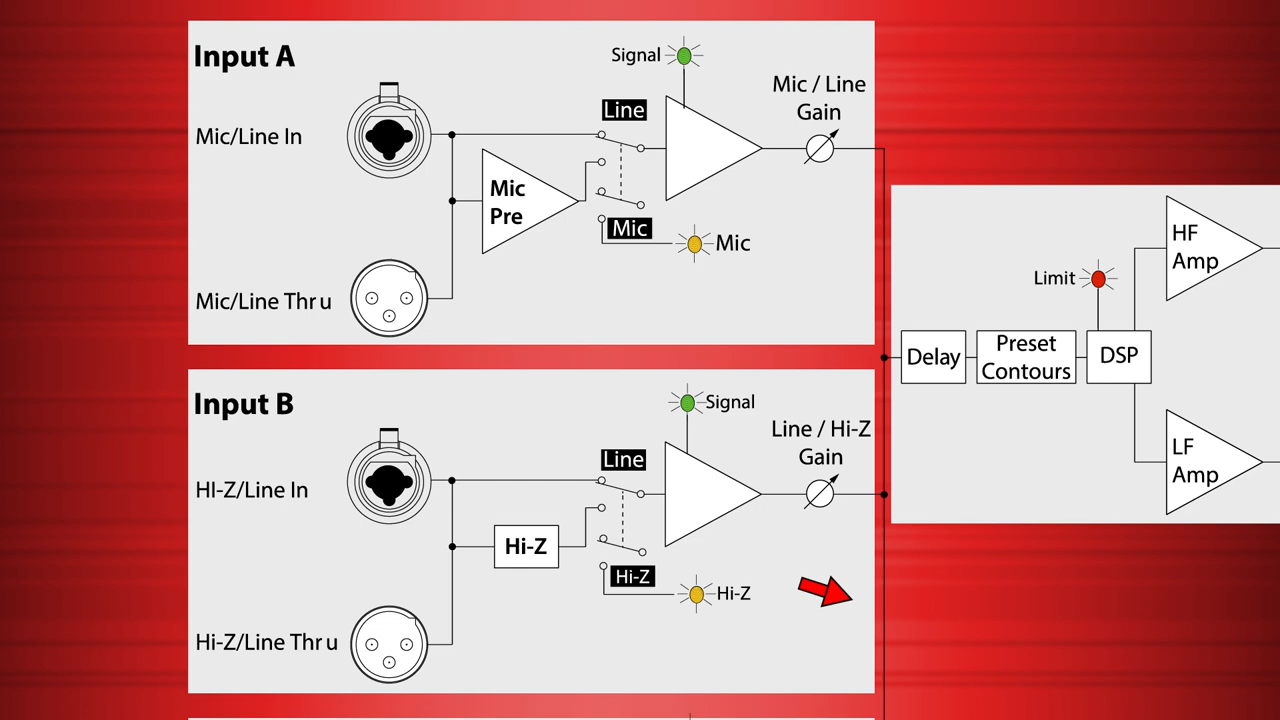 Input A
Signal
Mic / Line
Gain
Line
Mic/Line In
Mic
Pre
Mic
Mic
Mic/Line Thru
Input B
Signal
Line / Hi-Z
Gain
Line
HI-Z/Line In
Hi-Z
Hi-Z
Hi-Z
Hi-Z/Line Thru
HF
Amp
Limit
Delay
Preset
Contours
DSP
LF
Amp